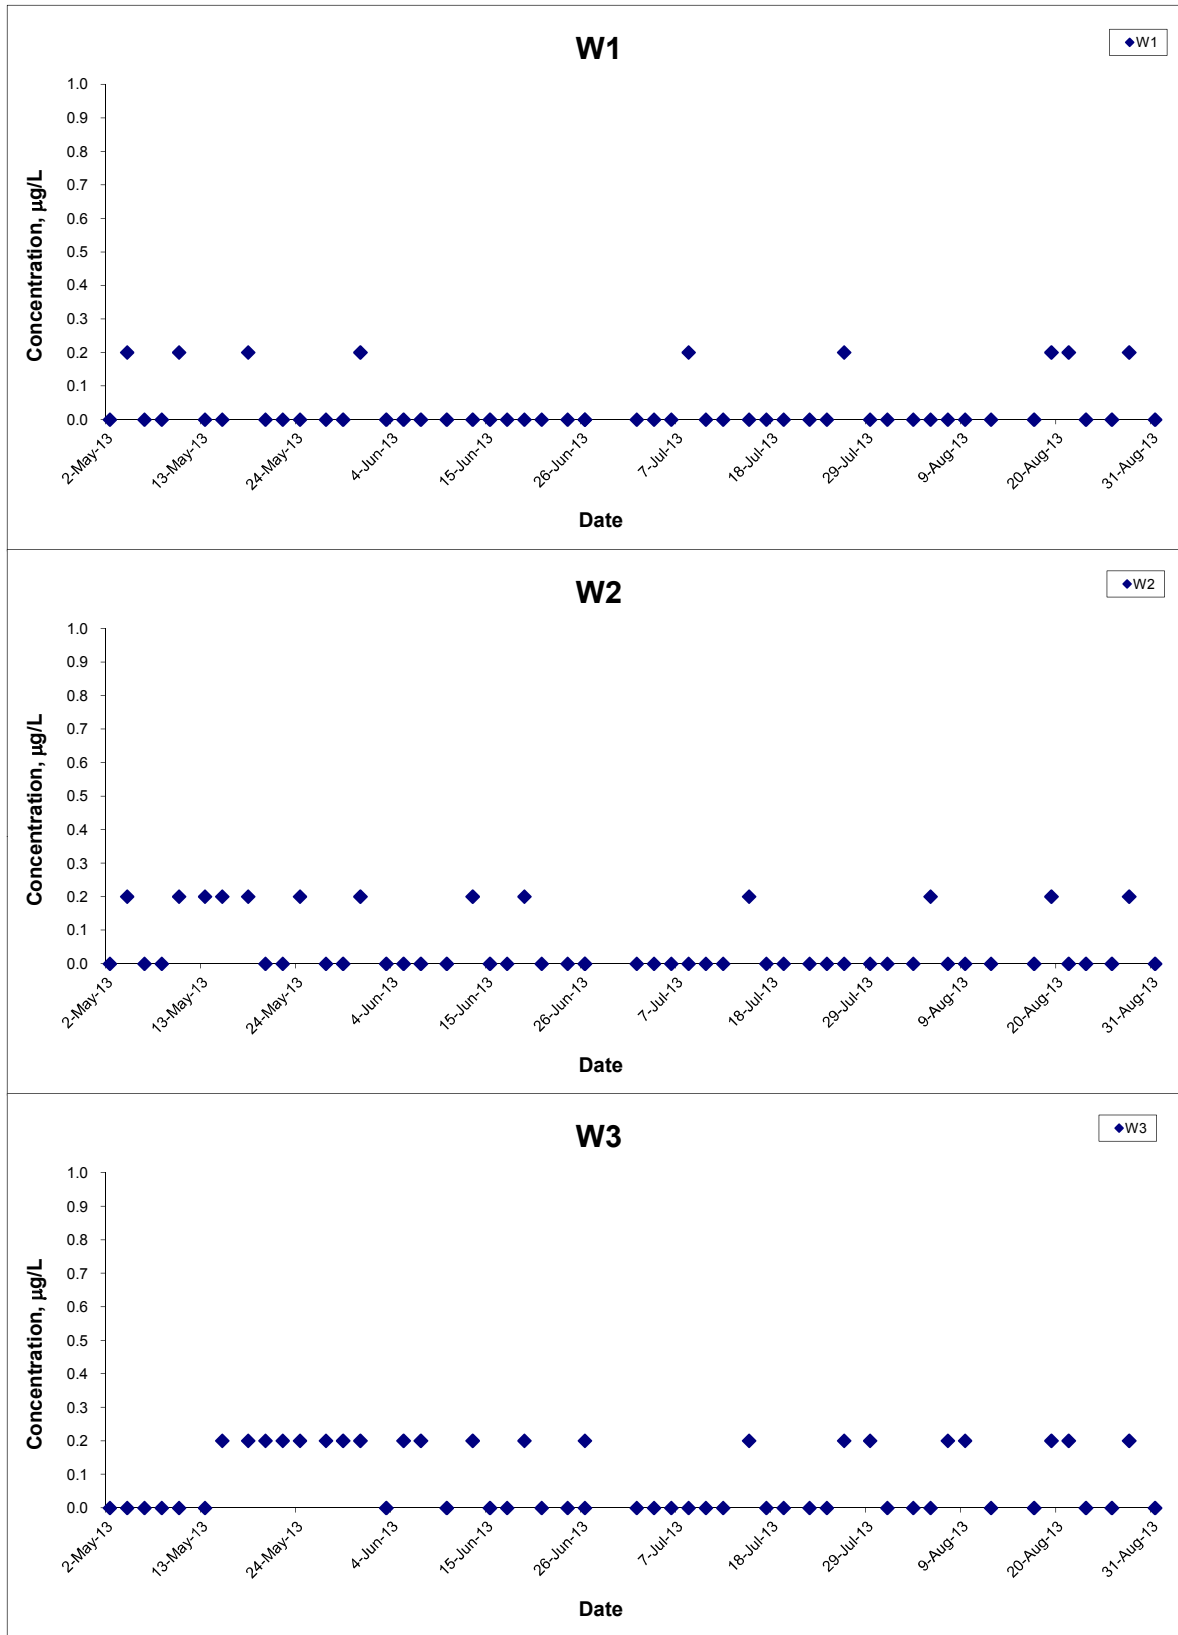 W1
W1
1.0
0.9
0.8
0.7
0.6
0.5
0.4
0.3
0.2
0.1
0.0
Concentration, µg/L
2-May-13
13-May-13
24-May-13
4-Jun-13
15-Jun-13
26-Jun-13
7-Jul-13
18-Jul-13
29-Jul-13
9-Aug-13
20-Aug-13
31-Aug-13
Date
W2
W2
1.0
0.9
0.8
0.7
0.6
0.5
0.4
0.3
0.2
0.1
0.0
Concentration, µg/L
2-May-13
13-May-13
24-May-13
4-Jun-13
15-Jun-13
26-Jun-13
7-Jul-13
18-Jul-13
29-Jul-13
9-Aug-13
20-Aug-13
31-Aug-13
Date
W3
W3
1.0
0.9
0.8
0.7
0.6
0.5
0.4
0.3
0.2
0.1
0.0
Concentration, µg/L
2-May-13
13-May-13
24-May-13
4-Jun-13
15-Jun-13
26-Jun-13
7-Jul-13
18-Jul-13
29-Jul-13
9-Aug-13
20-Aug-13
31-Aug-13
Date